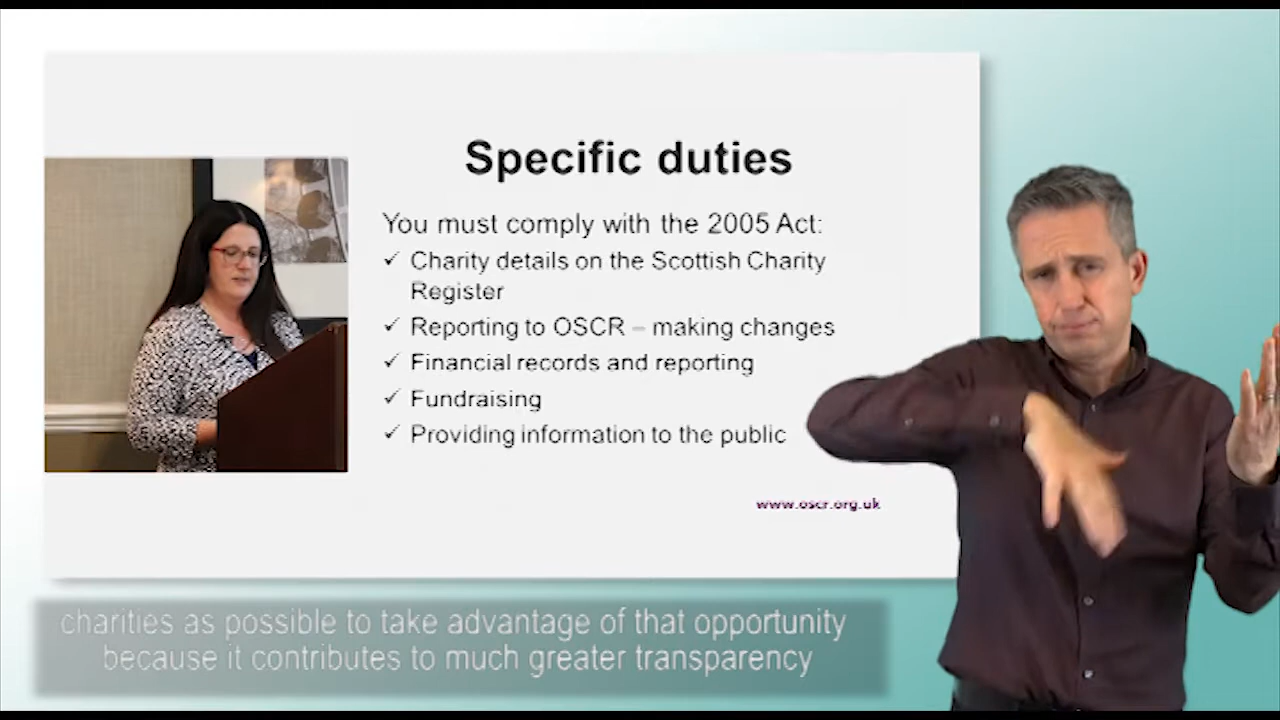 Specific duties
You must comply with the 2005 Act:
✓ Charity details on the Scottish Charity
Register
✓ Reporting to OSCR – making changes
✓ Financial records and reporting
✓ Fundraising
✓ Providing information to the public
www.oscr.org.uk
charities as possible to take advantage of that opportunity
because it contributes to much greater transparency